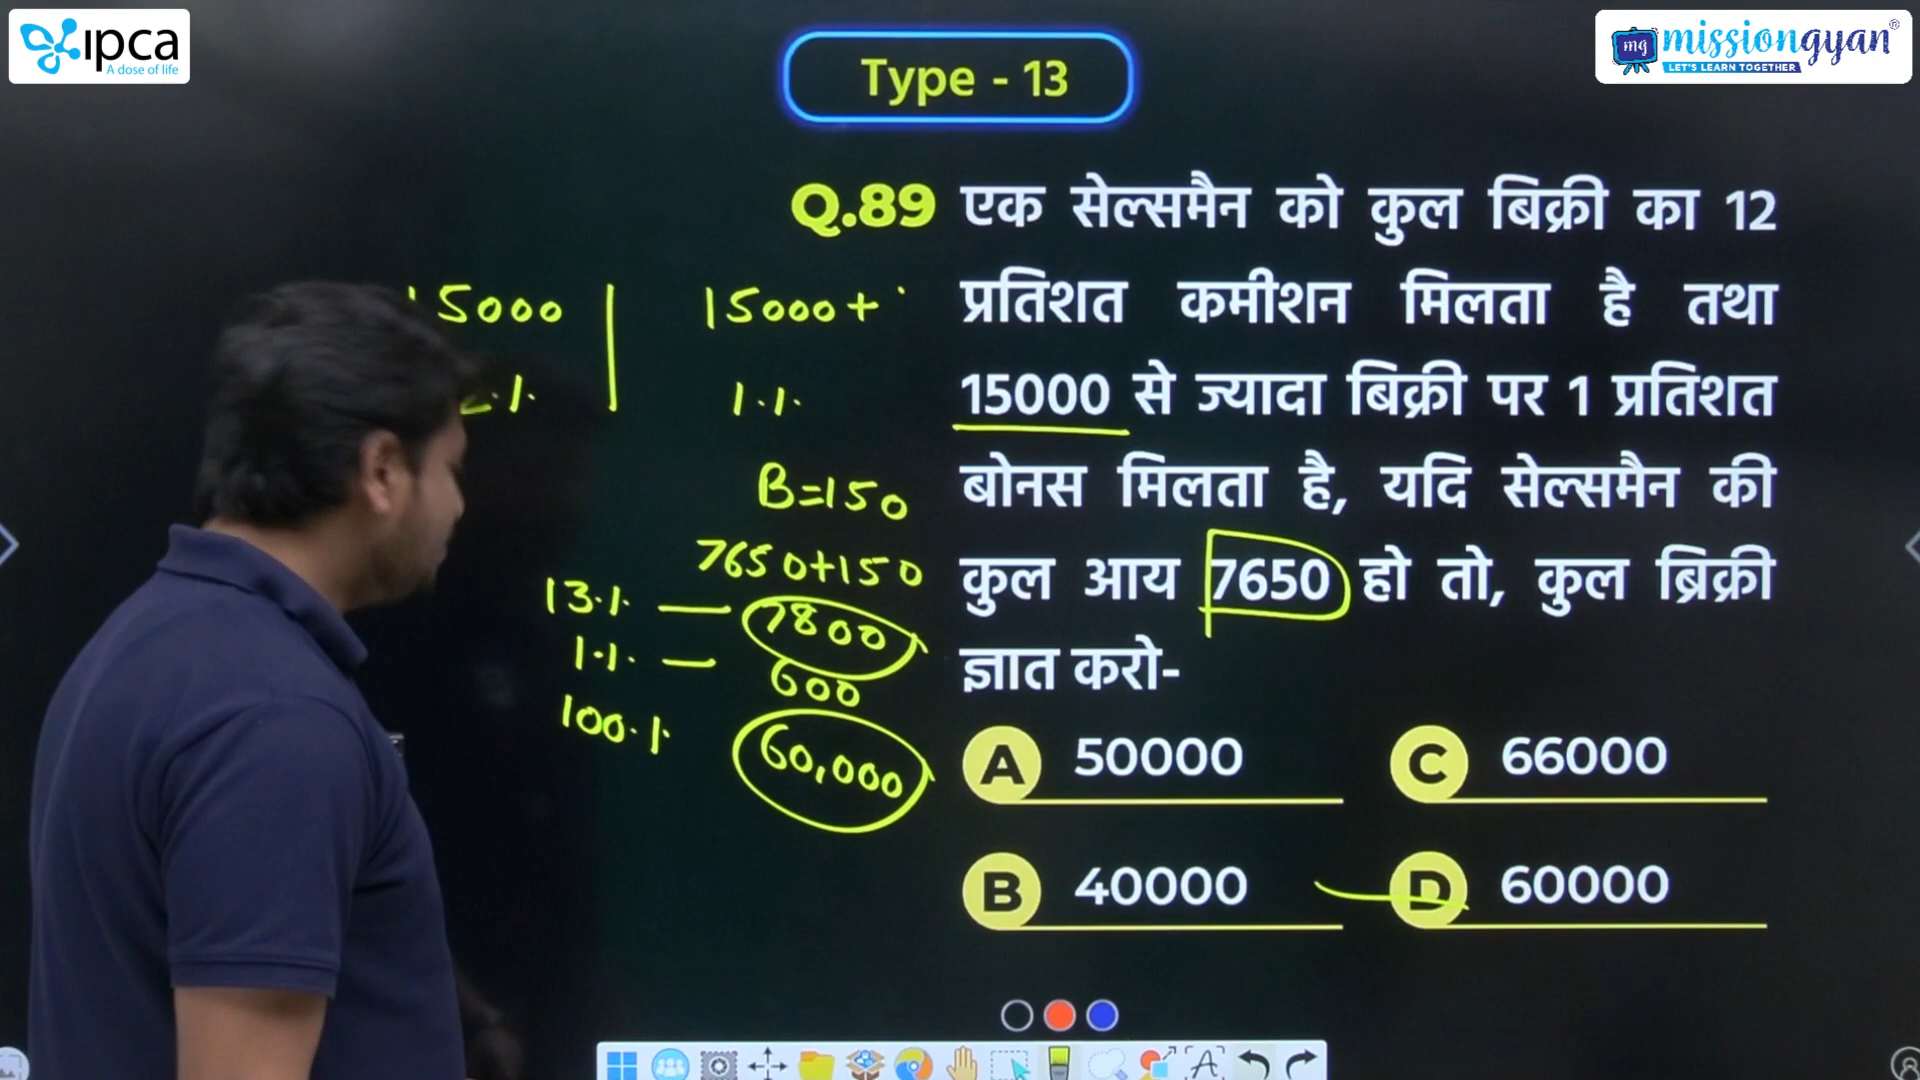 ipca
A dose of life
missiongyan®
mg
LET'S LEARN TOGETHER
Type - 13
Q.89 एक सेल्समैन को कुल बिक्री का 12
प्रतिशत कमीशन मिलता है तथा
15000 से ज्यादा बिक्री पर 1 प्रतिशत
बोनस मिलता है, यदि सेल्समैन की
कुल आय 7650 हो तो, कुल ब्रिक्री
ज्ञात करो-
A 50000
C 66000
B 40000
D 60000
15000 | 15000+
1%
B=150
7650+150
13% — 7800
1% — 600
100% 60,000